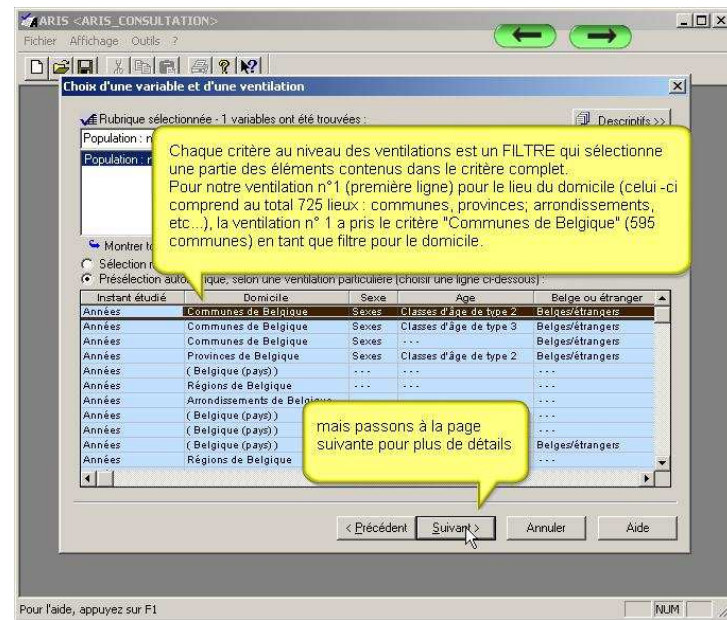 ARIS <ARIS_CONSULTATION>
Fichier Affichage Outils ?
Choix d'une variable et d'une ventilation
Rubrique sélectionnée - 1 variables ont été trouvées :
Descriptifs >>
Population : n
Population : n
Chaque critère au niveau des ventilations est un FILTRE qui sélectionne
une partie des éléments contenus dans le critère complet.
Pour notre ventilation n°1 (première ligne) pour le lieu du domicile (celui -ci
comprend au total 725 lieux : communes, provinces; arrondissements,
etc...), la ventilation n° 1 a pris le critère "Communes de Belgique" (595
communes) en tant que filtre pour le domicile.
Montrer to
Sélection
Présélection automatique, selon une ventilation particulière (choisir une ligne ci-dessous) :
Instant étudié Domicile Sexe Age Belge ou étranger
Années Communes de Belgique Sexes Classes d'âge de type 2 Belges/étrangers
Années Communes de Belgique Sexes Classes d'âge de type 3 Belges/étrangers
Années Communes de Belgique Sexes - - - Belges/étrangers
Années Provinces de Belgique Sexes Classes d'âge de type 2 Belges/étrangers
Années ( Belgique (pays) ) - - - - - - - - -
Années Régions de Belgique - - - - - - - - -
Années Arrondissements de Belgique - - -
Années ( Belgique (pays) ) - - -
Années ( Belgique (pays) ) - - -
Années ( Belgique (pays) ) Belges/étrangers
Années Régions de Belgique - - -
mais passons à la page
suivante pour plus de détails
< Précédent Suivant > Annuler Aide
Pour l'aide, appuyez sur F1 NUM